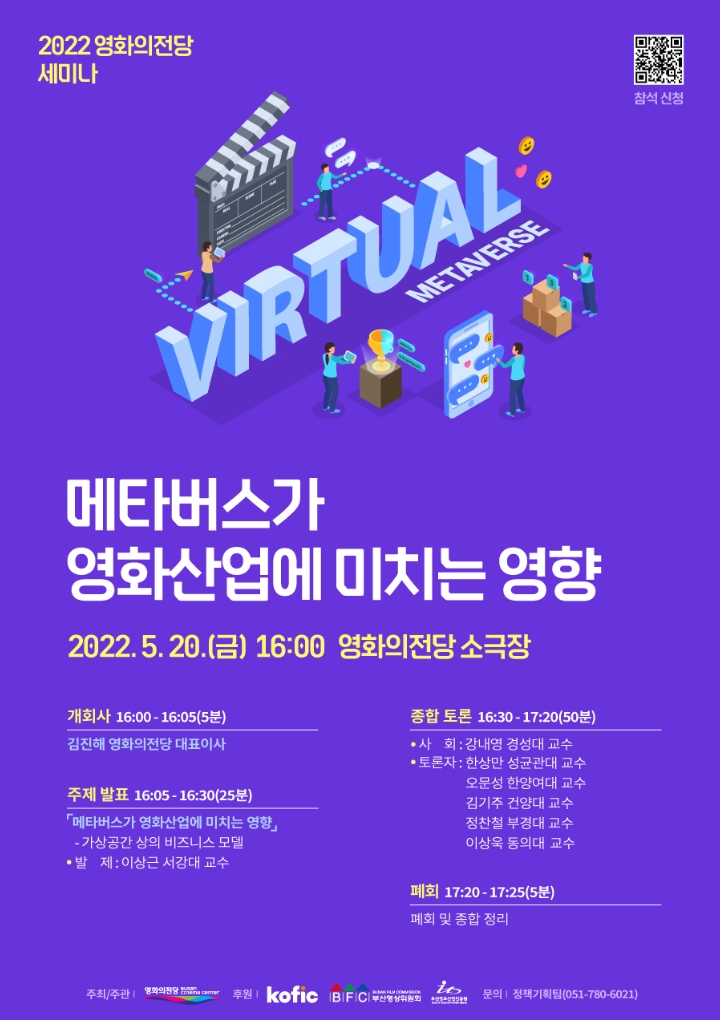 2022 영화의전당
세미나
참석 신청
VIRTUAL
METAVERSE
메타버스가
영화산업에 미치는 영향
2022. 5. 20.(금) 16:00 영화의전당 소극장
개회사 16:00 - 16:05(5분)
김진해 영화의전당 대표이사
주제 발표 16:05 - 16:30(25분)
「메타버스가 영화산업에 미치는 영향」
- 가상공간 상의 비즈니스 모델
• 발 제 : 이상근 서강대 교수
종합 토론 16:30 - 17:20(50분)
• 사 회 : 강내영 경성대 교수
• 토론자 : 한상만 성균관대 교수
오문성 한양여대 교수
김기주 건양대 교수
정찬철 부경대 교수
이상욱 동의대 교수
폐회 17:20 - 17:25(5분)
폐회 및 종합 정리
주최/주관 | 영화의전당 BUSAN CINEMA CENTER 후원 | kofic BFC BUSAN FILM COMMISSION 부산영상위원회 문의 | 정책기획팀(051-780-6021)